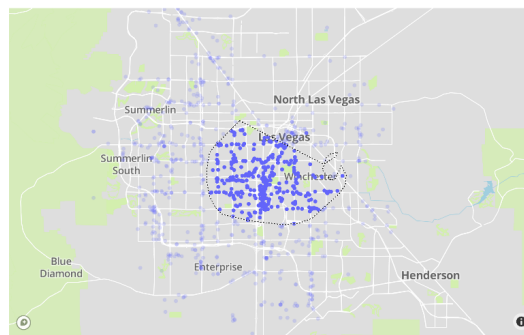 North Las Vegas
Summerlin
Las Vegas
Summerlin
South
Winchester
Blue
Diamond
Enterprise
Henderson